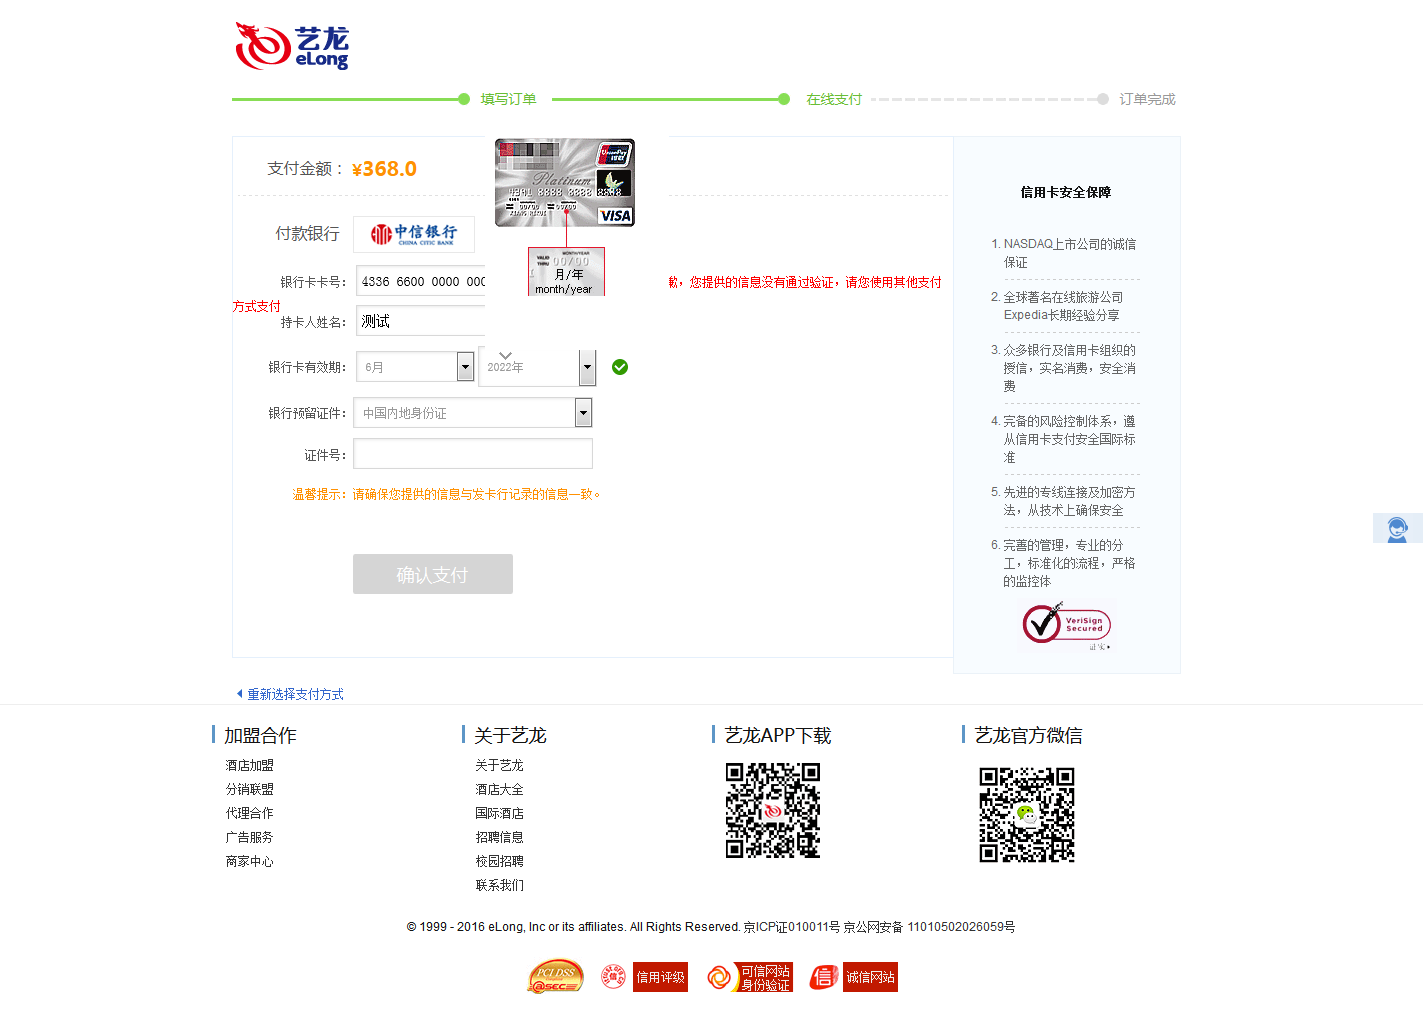 艺龙
eLong
填写订单
在线支付
订单完成
支付金额： ¥368.0
付款银行
中信银行
CHINA CITIC BANK
UnionPay
Platinum
VISA
MONTH/YEAR
VALID
THRU
00/00
月/年
month/year
银行卡卡号：
4336 6600 0000 000
，您提供的信息没有通过验证，请您使用其他支付
方式支付
持卡人姓名：
测试
银行卡有效期：
6月
2022年
银行预留证件：
中国内地身份证
证件号：
温馨提示：请确保您提供的信息与发卡行记录的信息一致。
确认支付
信用卡安全保障
1. NASDAQ上市公司的诚信
保证
2. 全球著名在线旅游公司
Expedia长期经验分享
3. 众多银行及信用卡组织的
授信，实名消费，安全消
费
4. 完备的风险控制体系，遵
从信用卡支付安全国际标
准
5. 先进的专线连接及加密方
法，从技术上确保安全
6. 完善的管理，专业的分
工，标准化的流程，严格
的监控体
VeriSign
Secured
重新选择支付方式
加盟合作
酒店加盟
分销联盟
代理合作
广告服务
商家中心
关于艺龙
关于艺龙
酒店大全
国际酒店
招聘信息
校园招聘
联系我们
艺龙APP下载
艺龙官方微信
© 1999 - 2016 eLong, Inc or its affiliates. All Rights Reserved. 京ICP证010011号 京公网安备 11010502026059号
PCI.DSS
@SEC
信用评级
可信网站
身份验证
信
诚信网站